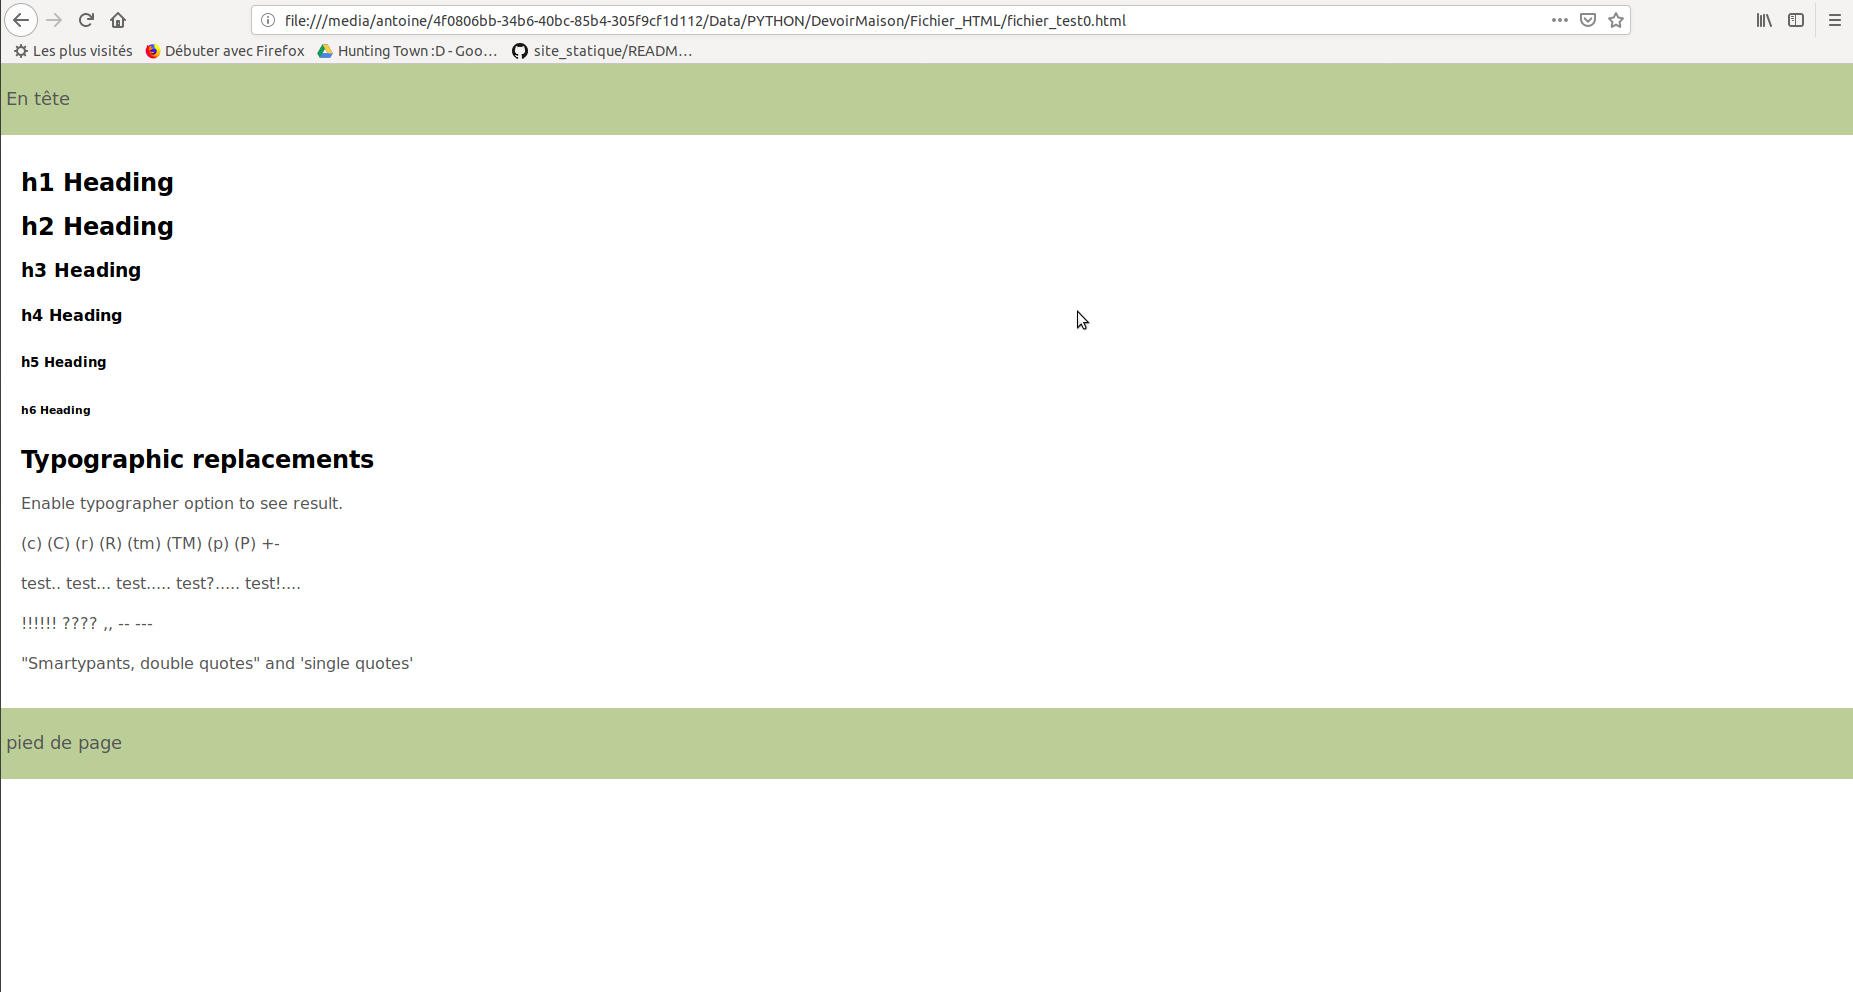 file:///media/antoine/4f0806bb-34b6-40bc-85b4-305f9cf1d112/Data/PYTHON/DevoirMaison/Fichier_HTML/fichier_test0.html
Les plus visités Débuter avec Firefox Hunting Town :D - Goo... site_statique/READM...
En tête
h1 Heading
h2 Heading
h3 Heading
h4 Heading
h5 Heading
h6 Heading
Typographic replacements
Enable typographer option to see result.
(c) (C) (r) (R) (tm) (TM) (p) (P) +-
test.. test... test..... test?..... test!....
!!!!!! ???? ,, -- ---
"Smartypants, double quotes" and 'single quotes'
pied de page